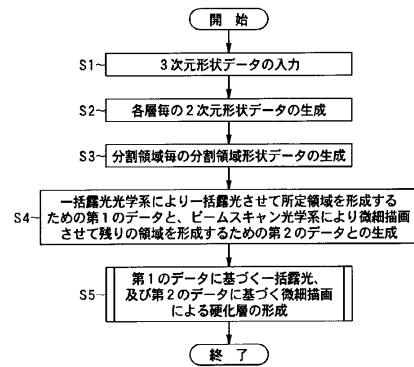 開始
S1 3次元形状データの入力
S2 各層毎の2次元形状データの生成
S3 分割領域毎の分割領域形状データの生成
一括露光光学系により一括露光させて所定領域を形成する
S4 ための第1のデータと、ビームスキャン光学系により微細描画
させて残りの領域を形成するための第2のデータとの生成
第1のデータに基づく一括露光、
S5 及び第2のデータに基づく微細描画
による硬化層の形成
終了